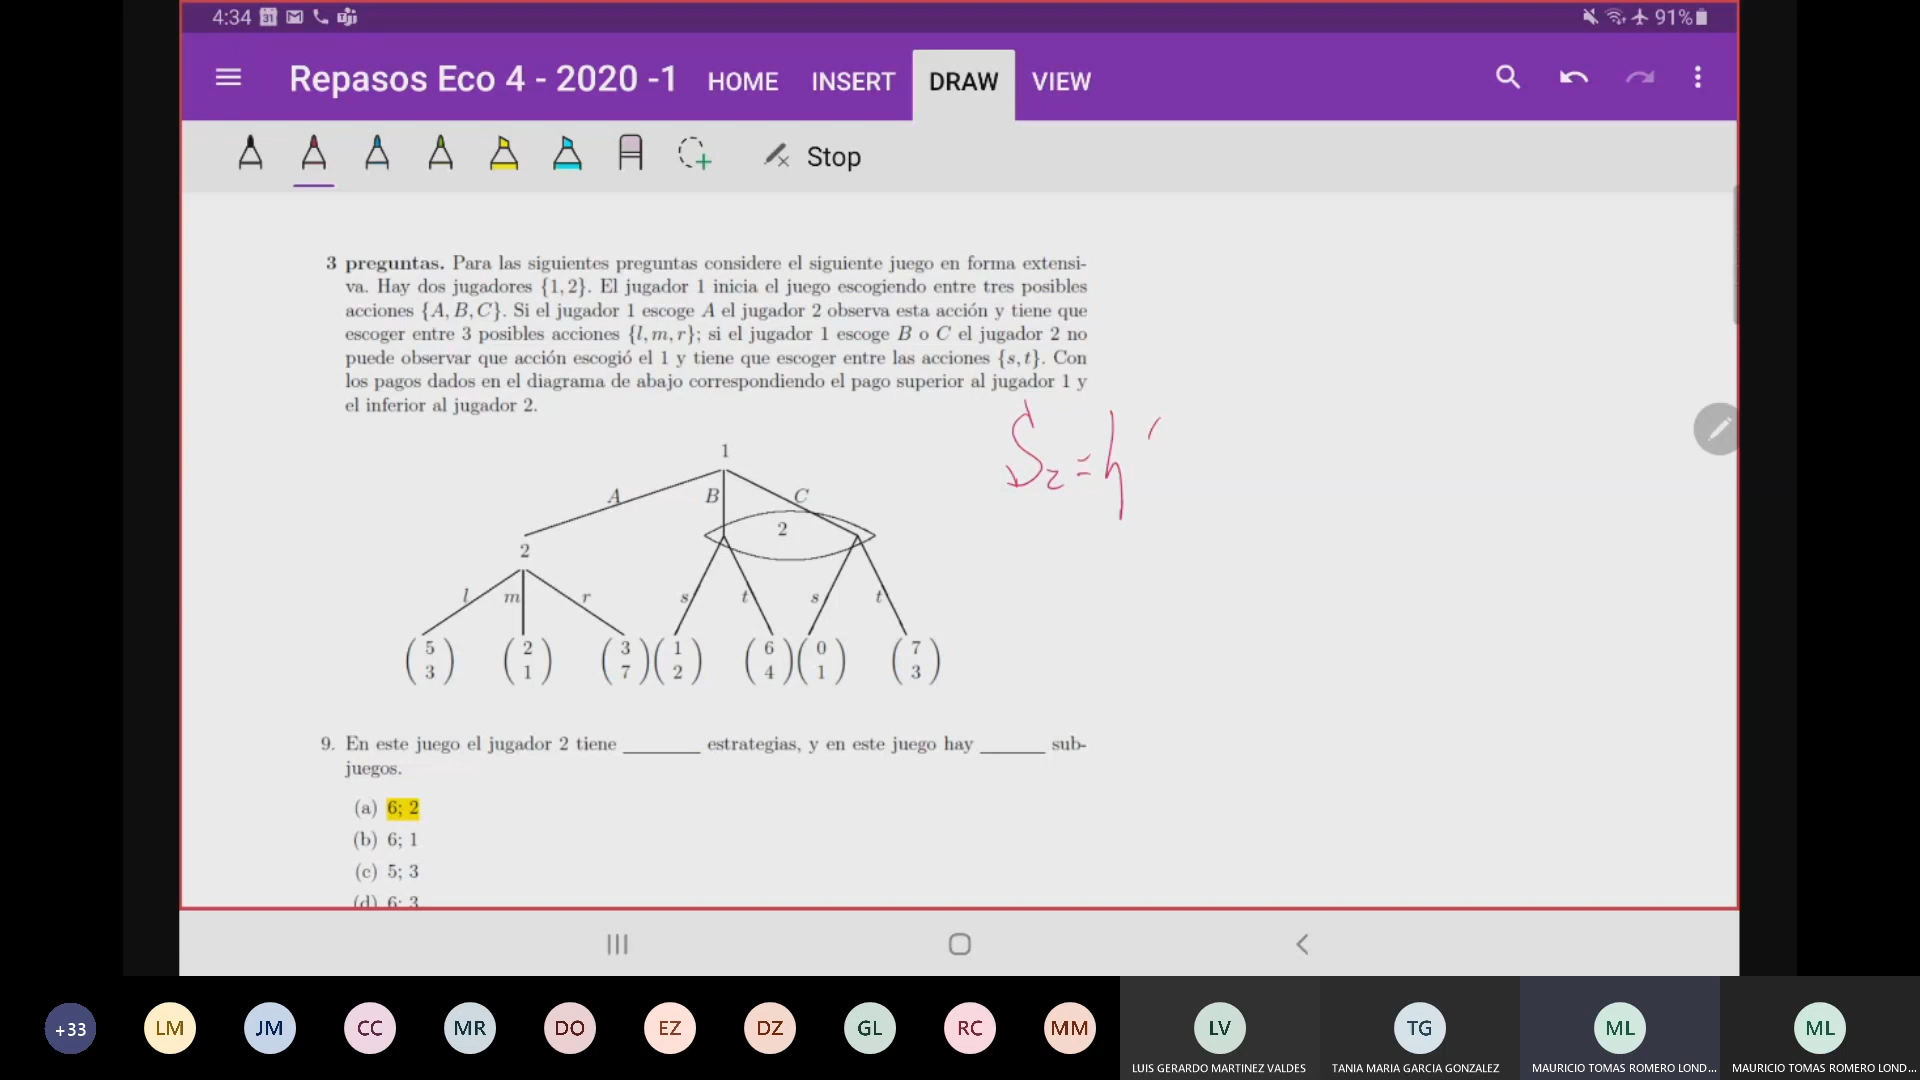 4:34 31 91%
Repasos Eco 4 - 2020 -1 HOME INSERT DRAW VIEW
Stop
3 preguntas. Para las siguientes preguntas considere el siguiente juego en forma extensi-
va. Hay dos jugadores {1, 2}. El jugador 1 inicia el juego escogiendo entre tres posibles
acciones {A, B, C}. Si el jugador 1 escoge A el jugador 2 observa esta acción y tiene que
escoger entre 3 posibles acciones {l, m, r}; si el jugador 1 escoge B o C el jugador 2 no
puede observar que acción escogió el 1 y tiene que escoger entre las acciones {s, t}. Con
los pagos dados en el diagrama de abajo correspondiendo el pago superior al jugador 1 y
el inferior al jugador 2.
S2 = h
1
A B C
2
2
l m r s t s t
5 2 3 1 6 0 7
3 1 7 2 4 1 3
9. En este juego el jugador 2 tiene ________ estrategias, y en este juego hay _______ sub-
juegos.
(a) 6; 2
(b) 6; 1
(c) 5; 3
(d) 6; 3
+33 LM JM CC MR DO EZ DZ GL RC MM LV TG ML ML
LUIS GERARDO MARTINEZ VALDES TANIA MARIA GARCIA GONZALEZ MAURICIO TOMAS ROMERO LOND... MAURICIO TOMAS ROMERO LOND...